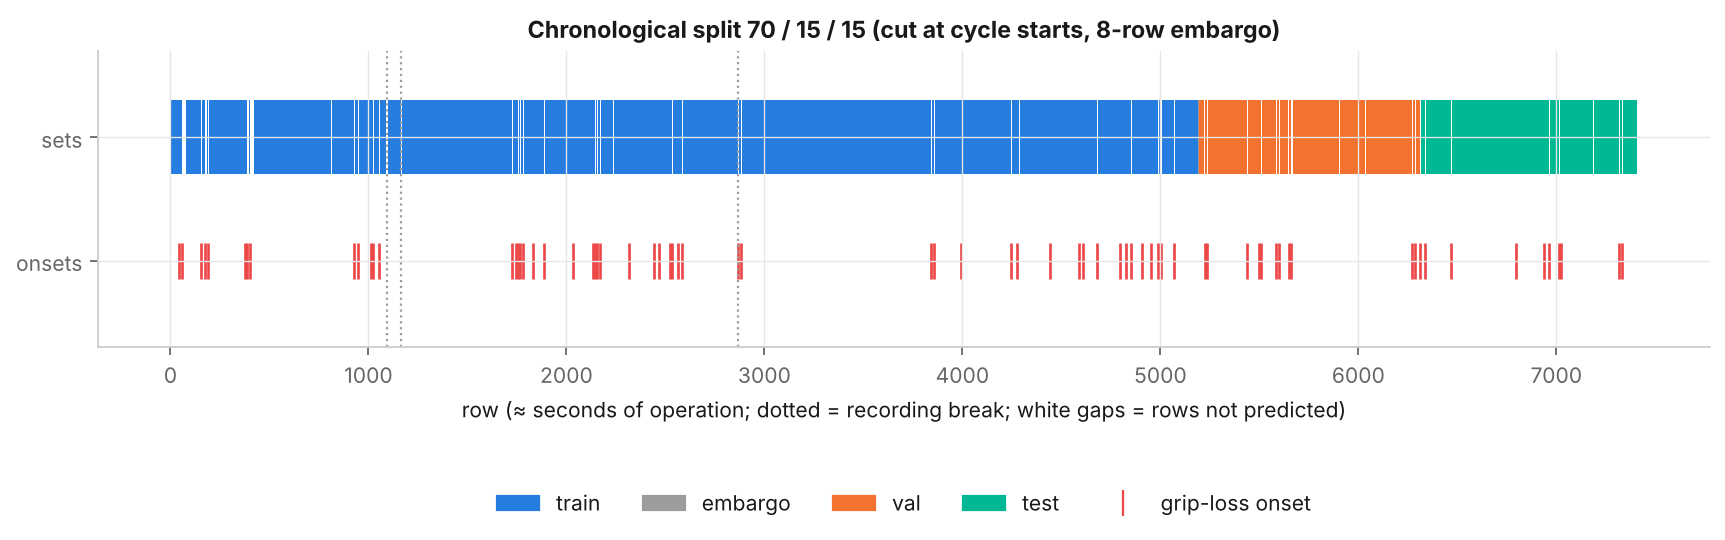 Chronological split 70 / 15 / 15 (cut at cycle starts, 8-row embargo)
sets
onsets
0 1000 2000 3000 4000 5000 6000 7000
row (≈ seconds of operation; dotted = recording break; white gaps = rows not predicted)
train embargo val test grip-loss onset